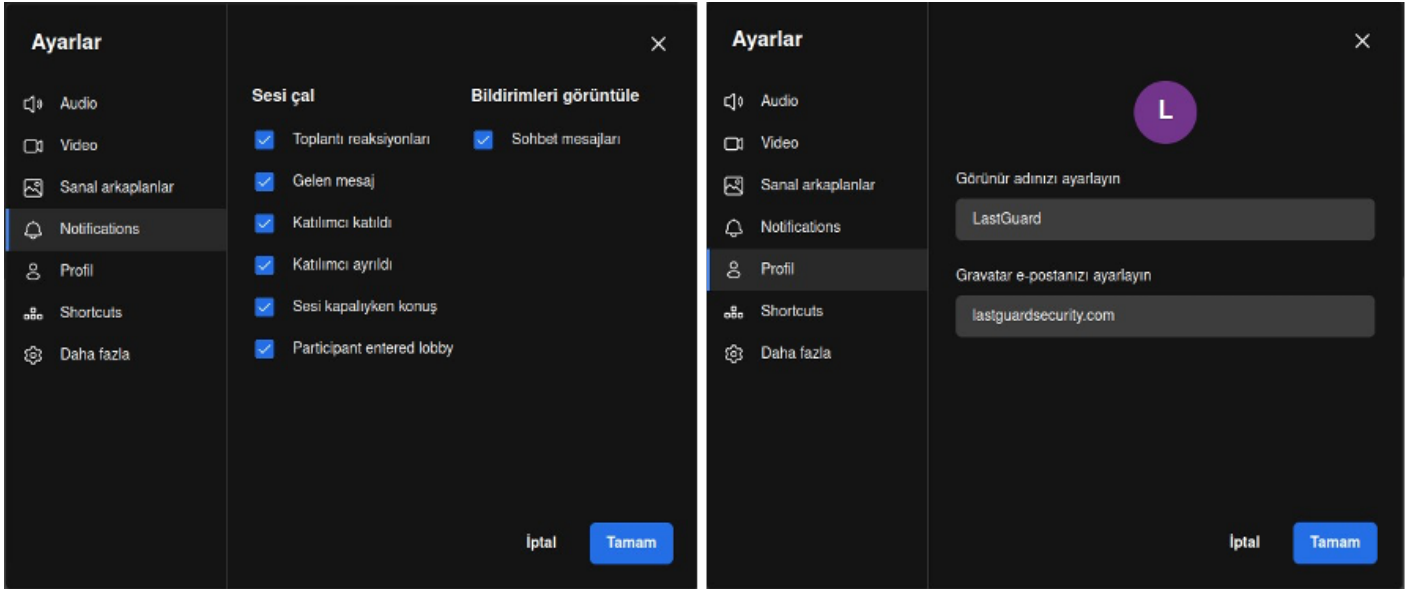 Ayarlar
Audio
Video
Sanal arkaplanlar
Notifications
Profil
Shortcuts
Daha fazla
Sesi çal
Toplantı reaksiyonları
Gelen mesaj
Katılımcı katıldı
Katılımcı ayrıldı
Sesi kapalıyken konuş
Participant entered lobby
Bildirimleri görüntüle
Sohbet mesajları
İptal
Tamam
Ayarlar
Audio
Video
Sanal arkaplanlar
Notifications
Profil
Shortcuts
Daha fazla
L
Görünür adınızı ayarlayın
LastGuard
Gravatar e-postanızı ayarlayın
lastguardsecurity.com
İptal
Tamam